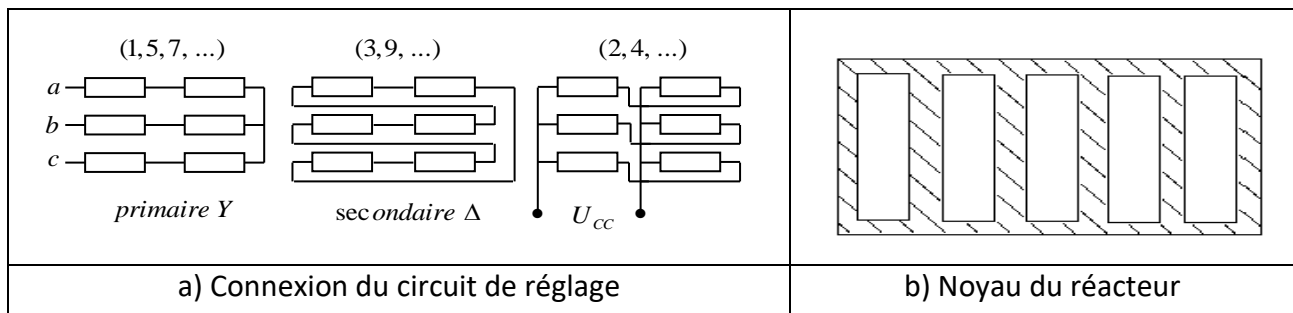 (1,5,7, ...)
(3,9, ...)
(2,4, ...)
a
b
c
primaire Y
secondaire Δ
U_CC
a) Connexion du circuit de réglage
b) Noyau du réacteur